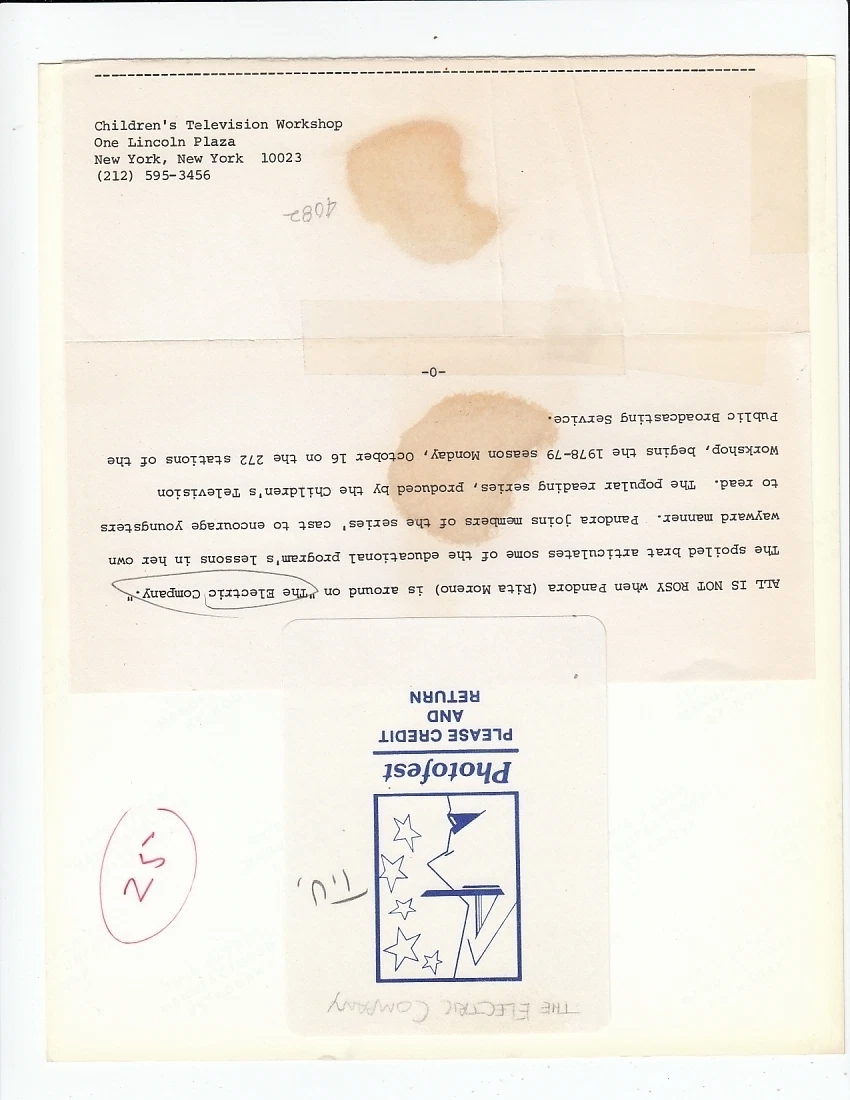 Children's Television Workshop
One Lincoln Plaza
New York, New York 10023
(212) 595-3456
4082
ALL IS NOT ROSY when Pandora (Rita Moreno) is around on "The Electric Company."
The spoiled brat articulates some of the educational program's lessons in her own
wayward manner. Pandora joins members of the series' cast to encourage youngsters
to read. The popular reading series, produced by the Children's Television
Workshop, begins the 1978-79 season Monday, October 16 on the 272 stations of the
Public Broadcasting Service.
-0-
THE ELECTRIC COMPANY
T.V.
Photofest
PLEASE CREDIT
AND
RETURN
25-